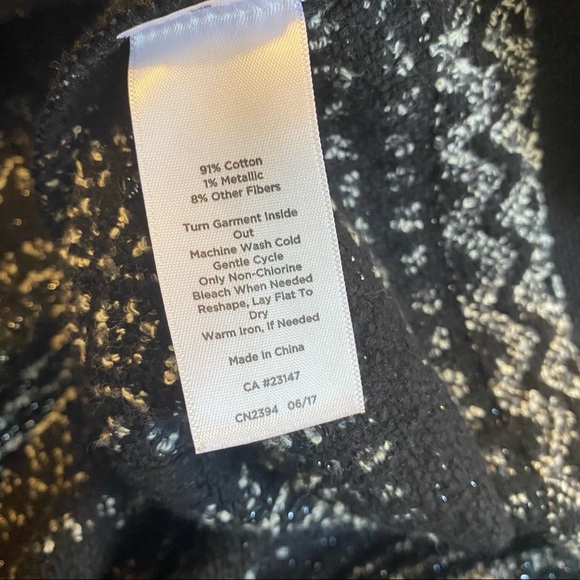 91% Cotton
1% Metallic
8% Other Fibers
Turn Garment Inside
Out
Machine Wash Cold
Gentle Cycle
Only Non-Chlorine
Bleach When Needed
Reshape, Lay Flat To
Dry
Warm Iron, If Needed
Made In China
CA #23147
CN2394 06/17